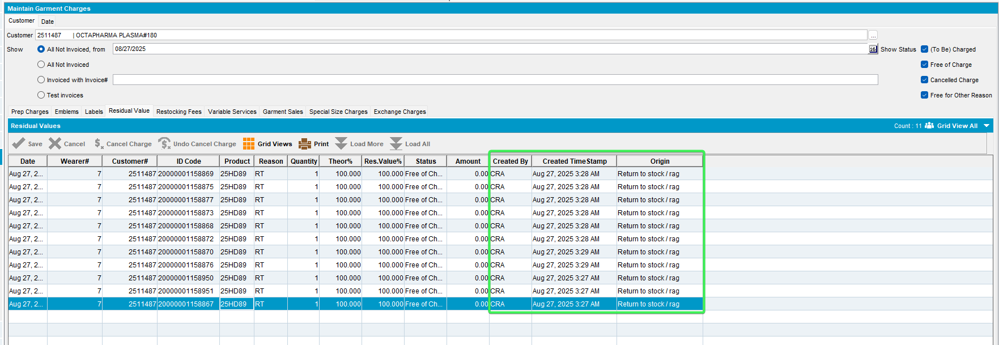 Maintain Garment Charges
Customer Date
Customer 2511487 | OCTAPHARMA PLASMA#180 ...
Show All Not Invoiced, from 08/27/2025 16 Show Status (To Be) Charged
All Not Invoiced Free of Charge
Invoiced with Invoice# Cancelled Charge
Test invoices Free for Other Reason
Prep Charges Emblems Labels Residual Value Restocking Fees Variable Services Garment Sales Special Size Charges Exchange Charges
Residual Values Count : 11 Grid View All
Save Cancel Cancel Charge Undo Cancel Charge Grid Views Print Load More Load All
Date Wearer# Customer# ID Code Product Reason Quantity Theor% Res.Value% Status Amount Created By Created TimeStamp Origin
Aug 27, 2... 7 2511487 20000001158869 25HD89 RT 1 100.000 100.000 Free of Ch... 0.00 CRA Aug 27, 2025 3:28 AM Return to stock / rag
Aug 27, 2... 7 2511487 20000001158875 25HD89 RT 1 100.000 100.000 Free of Ch... 0.00 CRA Aug 27, 2025 3:28 AM Return to stock / rag
Aug 27, 2... 7 2511487 20000001158877 25HD89 RT 1 100.000 100.000 Free of Ch... 0.00 CRA Aug 27, 2025 3:28 AM Return to stock / rag
Aug 27, 2... 7 2511487 20000001158873 25HD89 RT 1 100.000 100.000 Free of Ch... 0.00 CRA Aug 27, 2025 3:28 AM Return to stock / rag
Aug 27, 2... 7 2511487 20000001158868 25HD89 RT 1 100.000 100.000 Free of Ch... 0.00 CRA Aug 27, 2025 3:28 AM Return to stock / rag
Aug 27, 2... 7 2511487 20000001158872 25HD89 RT 1 100.000 100.000 Free of Ch... 0.00 CRA Aug 27, 2025 3:28 AM Return to stock / rag
Aug 27, 2... 7 2511487 20000001158870 25HD89 RT 1 100.000 100.000 Free of Ch... 0.00 CRA Aug 27, 2025 3:29 AM Return to stock / rag
Aug 27, 2... 7 2511487 20000001158876 25HD89 RT 1 100.000 100.000 Free of Ch... 0.00 CRA Aug 27, 2025 3:29 AM Return to stock / rag
Aug 27, 2... 7 2511487 20000001158950 25HD89 RT 1 100.000 100.000 Free of Ch... 0.00 CRA Aug 27, 2025 3:27 AM Return to stock / rag
Aug 27, 2... 7 2511487 20000001158951 25HD89 RT 1 100.000 100.000 Free of Ch... 0.00 CRA Aug 27, 2025 3:27 AM Return to stock / rag
Aug 27, 2... 7 2511487 20000001158867 25HD89 RT 1 100.000 100.000 Free of Ch... 0.00 CRA Aug 27, 2025 3:27 AM Return to stock / rag